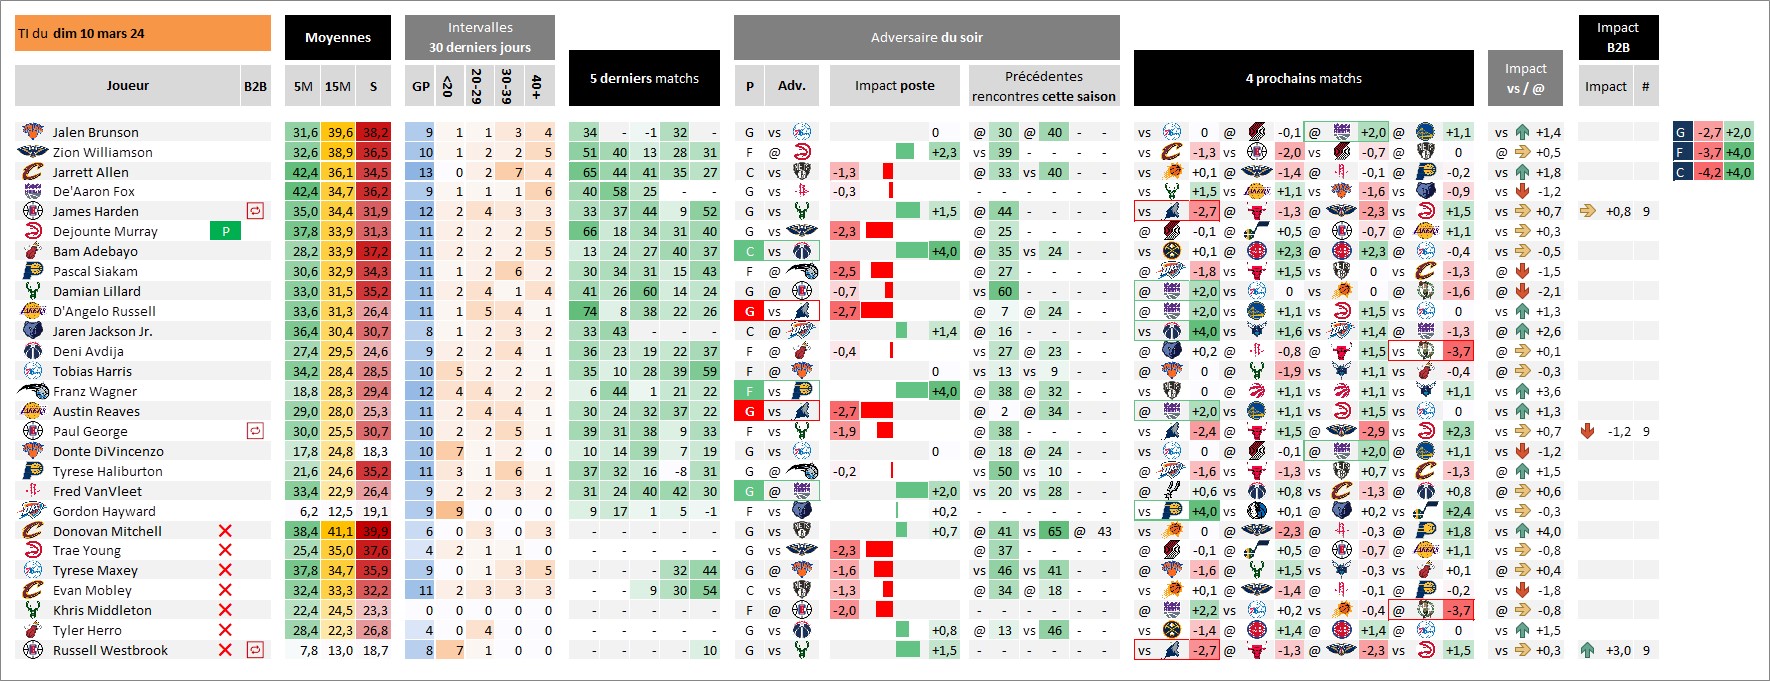 TI du dim 10 mars 24
Moyennes
Intervalles
30 derniers jours
5 derniers matchs
Adversaire du soir
4 prochains matchs
Impact
vs / @
Impact
B2B
Joueur B2B 5M 15M S GP <20 20-29 30-39 40+ P Adv. Impact poste Précédentes rencontres cette saison Impact #
Jalen Brunson 31,6 39,6 38,2 9 1 1 3 4 34 - -1 32 - G vs 0 @ 30 @ 40 - - vs 0 @ -0,1 @ +2,0 @ +1,1 vs +1,4 G -2,7 +2,0
Zion Williamson 32,6 38,9 36,5 10 1 2 2 5 51 40 13 28 31 F @ +2,3 vs 39 - - - vs -1,3 vs -2,0 vs -0,7 @ 0 @ +0,5 F -3,7 +4,0
Jarrett Allen 42,4 36,1 34,5 13 0 2 7 4 65 44 41 35 27 C vs -1,3 @ 33 vs 40 - - vs +0,1 @ -1,4 @ -0,1 @ -0,2 vs +1,8 C -4,2 +4,0
De'Aaron Fox 42,4 34,7 36,2 9 1 1 1 6 40 58 25 - - G vs -0,3 - - - - vs +1,5 vs +1,1 vs -1,6 vs -0,9 vs -1,2
James Harden 35,0 34,4 31,9 12 2 4 3 3 33 37 44 9 52 G vs +1,5 @ 44 - - - vs -2,7 @ -1,3 @ -2,3 vs +1,5 vs +0,7 +0,8 9
Dejounte Murray P 37,8 33,9 31,3 11 2 3 2 4 66 18 34 31 40 G vs -2,3 @ 25 - - - @ -0,1 @ +0,5 @ -0,7 @ +1,1 vs +0,3
Bam Adebayo 28,2 33,9 37,2 11 2 2 2 5 13 24 27 40 37 C vs +4,0 @ 35 vs 24 - - vs +0,1 @ +2,3 @ +2,3 @ -0,4 vs -0,5
Pascal Siakam 30,6 32,9 34,3 11 1 2 6 2 30 34 31 15 43 F @ -2,5 @ 27 - - - @ -1,8 vs +1,5 vs 0 vs -1,3 @ -1,5
Damian Lillard 33,0 31,5 35,2 11 2 4 1 4 41 26 60 14 24 G @ -0,7 vs 60 - - - @ +2,0 vs 0 vs 0 @ -1,6 @ -2,1
D'Angelo Russell 33,6 31,3 26,4 11 1 5 4 1 74 8 38 22 26 G vs -2,7 @ 7 @ 24 - - @ +2,0 vs +1,1 vs +1,5 vs 0 vs +1,1
Jaren Jackson Jr. 36,4 30,4 30,7 8 1 2 3 2 33 43 - - - C @ +1,4 @ 16 - - - vs +4,0 vs +1,6 vs +1,4 @ -1,3 @ +2,6
Deni Avdija 27,4 29,5 24,6 9 2 2 4 1 36 23 19 22 37 F @ -0,4 vs 27 @ 23 - - @ +0,2 @ -0,8 @ +1,5 vs -3,7 @ +0,1
Tobias Harris 34,2 28,4 28,5 10 5 2 2 1 35 10 28 39 59 F @ 0 vs 13 vs 9 - - @ 0 @ -1,9 vs +1,1 vs -0,4 @ -0,3
Franz Wagner 18,8 28,3 29,4 12 4 4 2 2 6 44 1 21 22 F vs +4,0 @ 38 @ 32 - - vs 0 @ +1,1 vs +1,1 vs +1,1 vs +3,6
Austin Reaves 29,0 28,0 25,3 11 2 4 4 1 30 24 32 37 22 G vs -2,7 @ 2 @ 34 - - @ +2,0 vs +1,1 vs +1,5 vs 0 vs +1,3
Paul George 30,0 25,5 30,7 10 2 2 5 1 39 31 38 9 33 F vs -1,9 @ 38 - - - vs -2,4 @ +1,5 @ -2,9 vs +2,3 vs +0,7 -1,2 9
Donte DiVincenzo 17,8 24,8 18,3 10 7 1 2 0 10 14 39 7 19 G vs 0 @ 18 @ 24 - - vs 0 @ -0,1 @ +2,0 @ +1,1 vs -1,2
Tyrese Haliburton 21,6 24,6 35,2 11 3 1 6 1 37 32 16 -8 31 G @ -0,2 vs 50 vs 10 - - @ -1,6 vs -1,3 vs +0,7 vs -1,3 @ +1,5
Fred VanVleet 33,4 22,9 26,4 9 2 2 3 2 31 24 40 42 30 G @ +2,0 vs 20 vs 28 - - @ +0,6 vs +0,8 vs -1,3 @ +0,8 @ +0,6
Gordon Hayward 6,2 12,5 19,1 9 9 0 0 0 9 17 1 5 -1 F vs +0,2 - - - - vs +4,0 vs +0,1 @ -0,2 vs +2,4 vs -0,3
Donovan Mitchell 38,4 41,1 39,9 6 0 3 0 3 - - - - - G vs +0,7 @ 41 vs 65 @ 43 vs 0 @ -2,3 @ -0,3 @ +1,8 vs +4,0
Trae Young 25,4 35,0 37,6 4 2 1 1 0 - - - - - G vs -2,3 @ 37 - - - @ -0,1 @ +0,5 @ -0,7 @ +1,1 vs -0,8
Tyrese Maxey 37,8 34,7 35,9 9 1 0 3 5 - - - 32 44 G @ -1,6 vs 46 vs 41 - - @ -1,6 @ +1,5 vs -0,3 vs +0,1 @ +0,4
Evan Mobley 32,4 33,3 32,2 11 2 3 3 3 - - 9 30 54 C vs -1,3 @ 34 @ 18 - - vs +0,1 @ -1,4 @ -0,1 @ -0,2 vs -1,8
Khris Middleton 22,4 24,5 23,3 0 0 0 0 0 - - - - - F @ -2,0 - - - - @ +2,2 vs +0,2 vs -0,4 @ -3,7 @ -0,8
Tyler Herro 28,4 22,3 26,8 4 0 4 0 0 - - - - - G vs +0,8 @ 13 vs 46 - - vs -1,4 @ +1,4 @ +1,4 @ 0 vs +1,5
Russell Westbrook 7,8 13,0 18,7 8 7 1 0 0 - - - - 10 G vs +1,5 - - - - vs -2,7 @ -1,3 @ -2,3 vs +1,5 vs +0,3 +3,0 9